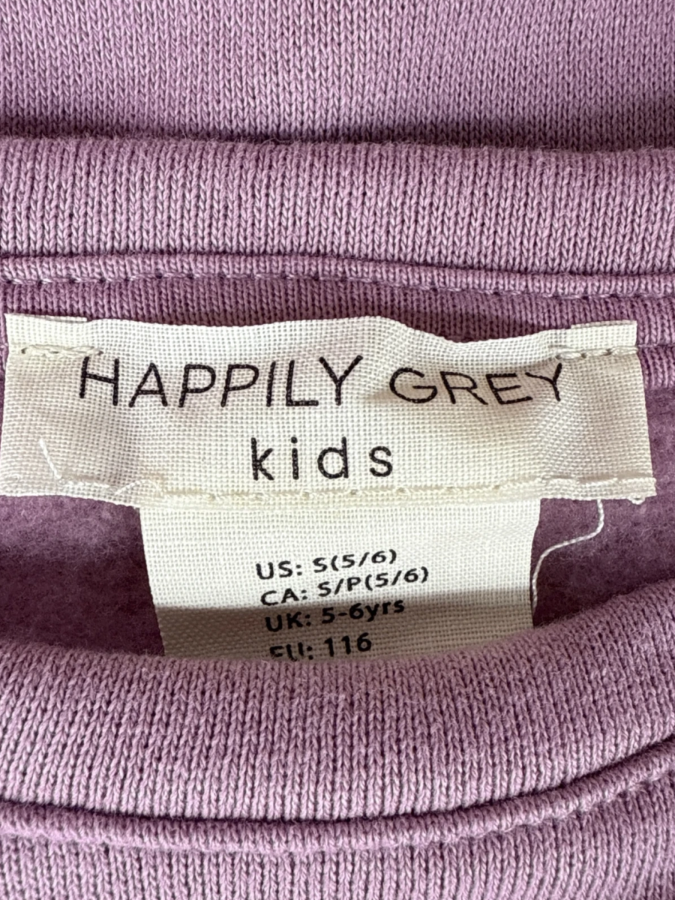 HAPPILY GREY
kids
US: S(5/6)
CA: S/P(5/6)
UK: 5-6yrs
EU: 116